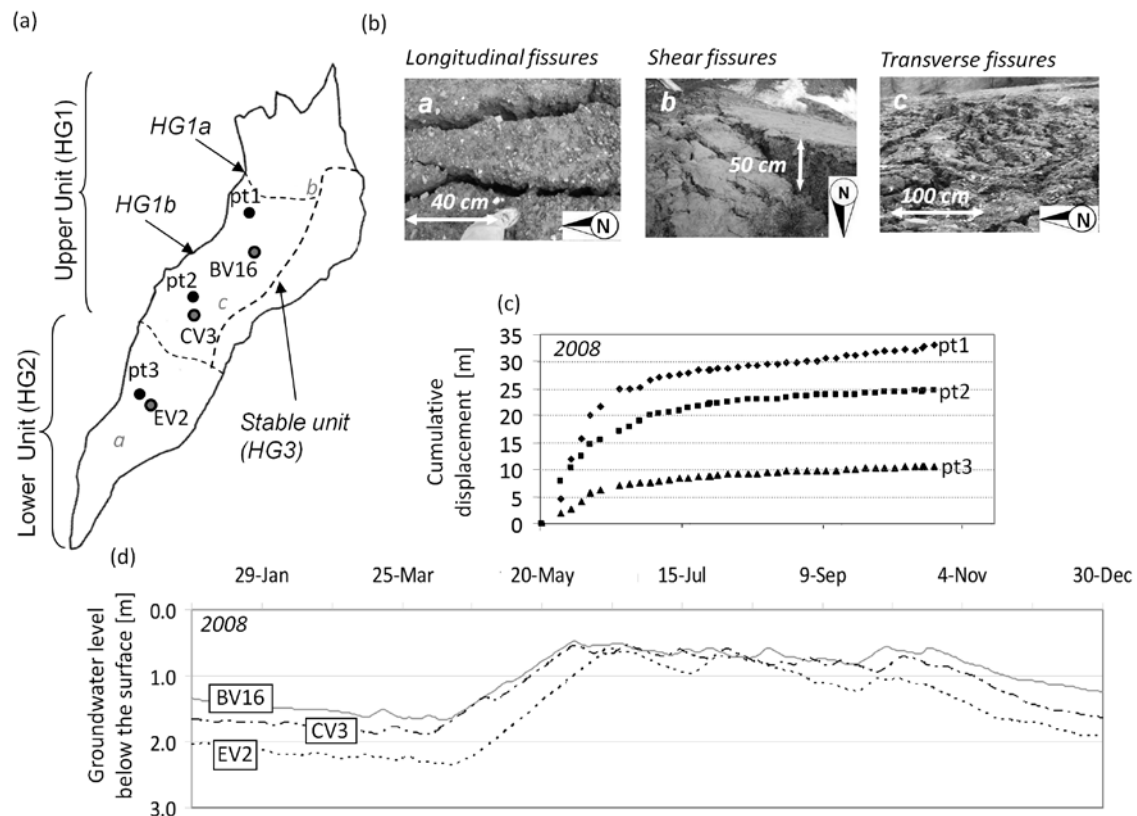 (a)
Upper Unit (HG1)
Lower Unit (HG2)
HG1a
HG1b
pt1
b
BV16
pt2
c
CV3
pt3
EV2
a
Stable unit
(HG3)
(b)
Longitudinal fissures
Shear fissures
Transverse fissures
a
40 cm
N
b
50 cm
N
c
100 cm
N
(c)
2008
Cumulative
displacement [m]
35
30
25
20
15
10
5
0
pt1
pt2
pt3
(d)
29-Jan 25-Mar 20-May 15-Jul 9-Sep 4-Nov 30-Dec
Groundwater level
below the surface [m]
0.0
1.0
2.0
3.0
2008
BV16
CV3
EV2